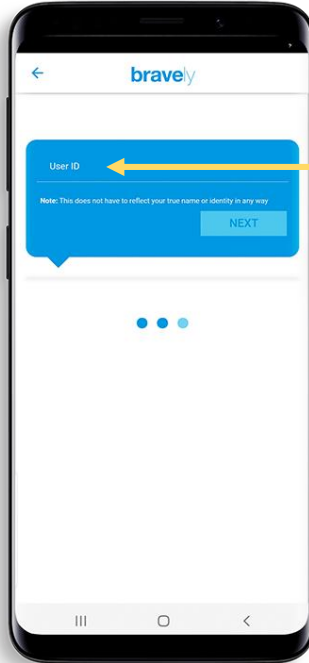 bravely
User ID
Note: This does not have to reflect your true name or identity in any way
NEXT